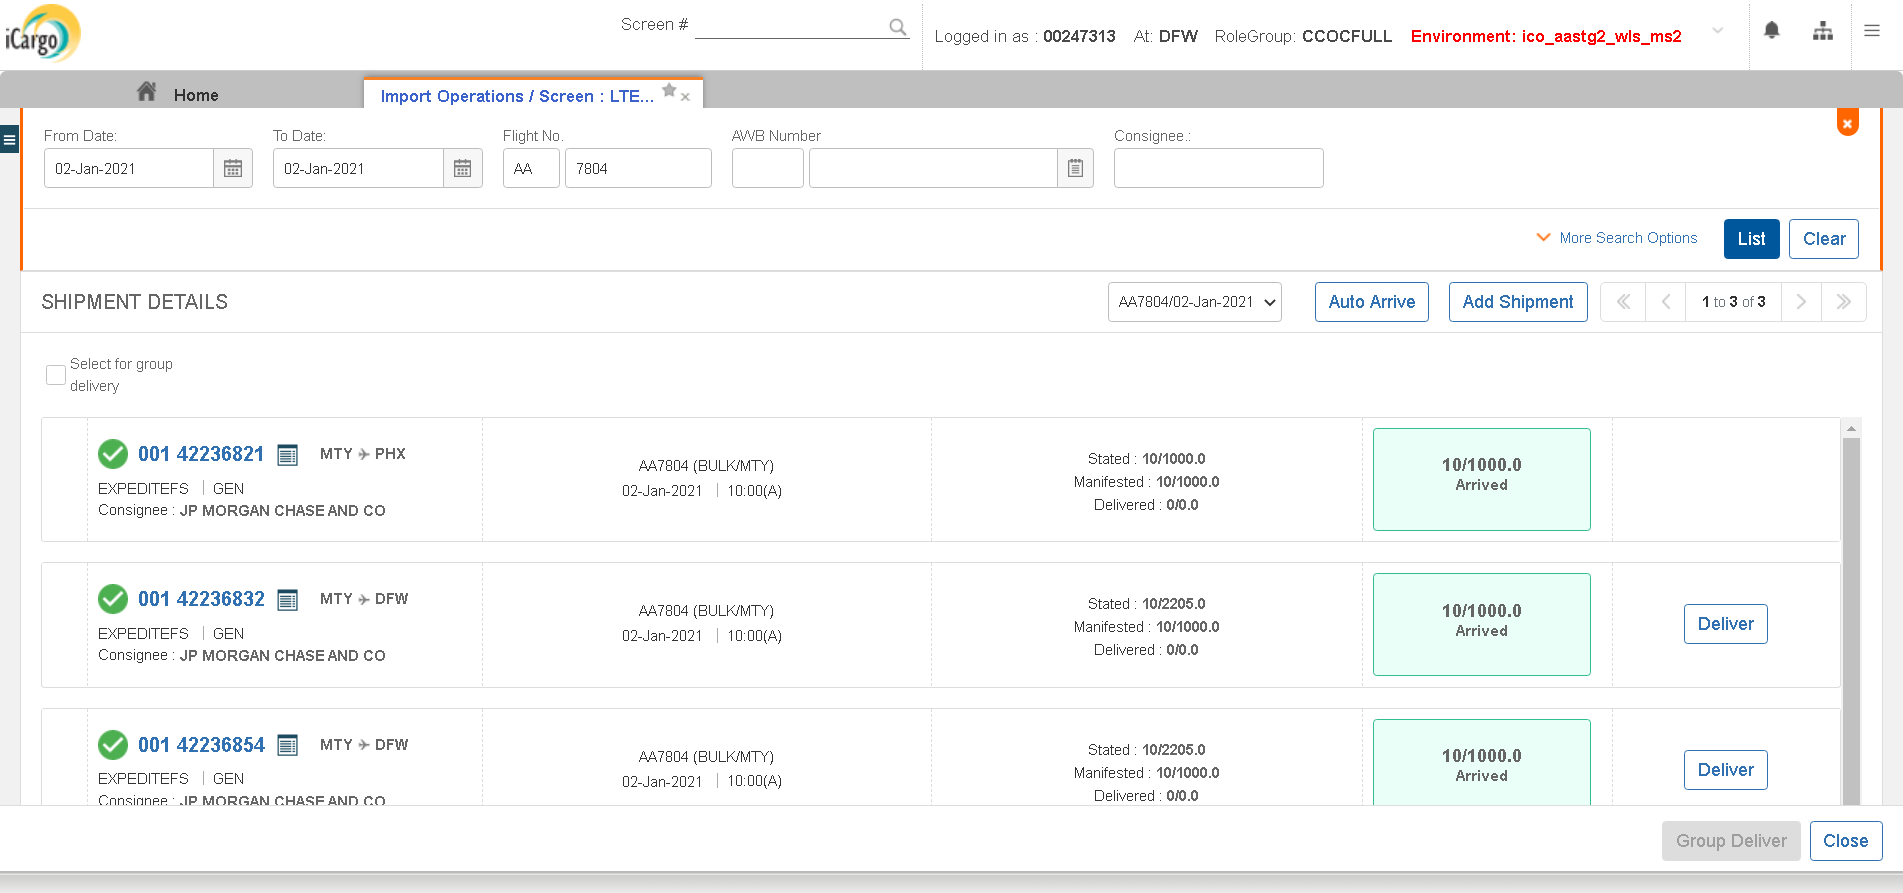 iCargo
Screen #
Logged in as : 00247313 At: DFW RoleGroup: CCOCFULL Environment: ico_aastg2_wls_ms2
Home
Import Operations / Screen : LTE...
From Date:
To Date:
Flight No.
AWB Number
Consignee.:
02-Jan-2021
02-Jan-2021
AA
7804
More Search Options
List
Clear
SHIPMENT DETAILS
AA7804/02-Jan-2021
Auto Arrive
Add Shipment
1 to 3 of 3
Select for group
delivery
001 42236821
MTY PHX
EXPEDITEFS | GEN
Consignee : JP MORGAN CHASE AND CO
AA7804 (BULK/MTY)
02-Jan-2021 | 10:00(A)
Stated : 10/1000.0
Manifested : 10/1000.0
Delivered : 0/0.0
10/1000.0
Arrived
001 42236832
MTY DFW
EXPEDITEFS | GEN
Consignee : JP MORGAN CHASE AND CO
AA7804 (BULK/MTY)
02-Jan-2021 | 10:00(A)
Stated : 10/2205.0
Manifested : 10/1000.0
Delivered : 0/0.0
10/1000.0
Arrived
Deliver
001 42236854
MTY DFW
EXPEDITEFS | GEN
Consignee : JP MORGAN CHASE AND CO
AA7804 (BULK/MTY)
02-Jan-2021 | 10:00(A)
Stated : 10/2205.0
Manifested : 10/1000.0
Delivered : 0/0.0
10/1000.0
Arrived
Deliver
Group Deliver
Close